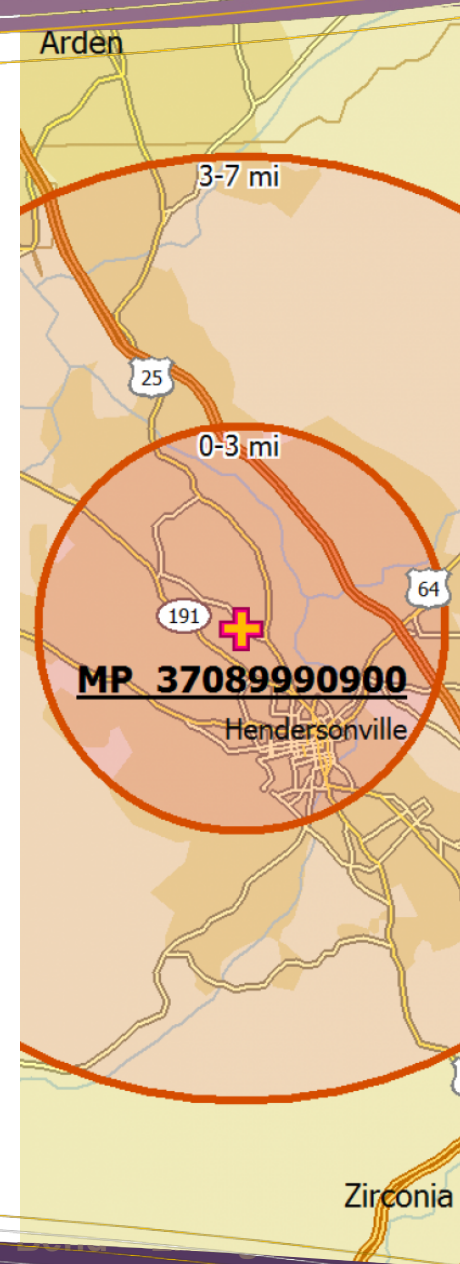 Arden
3-7 mi
25
0-3 mi
64
191
MP 37089990900
Hendersonville
Zirconia